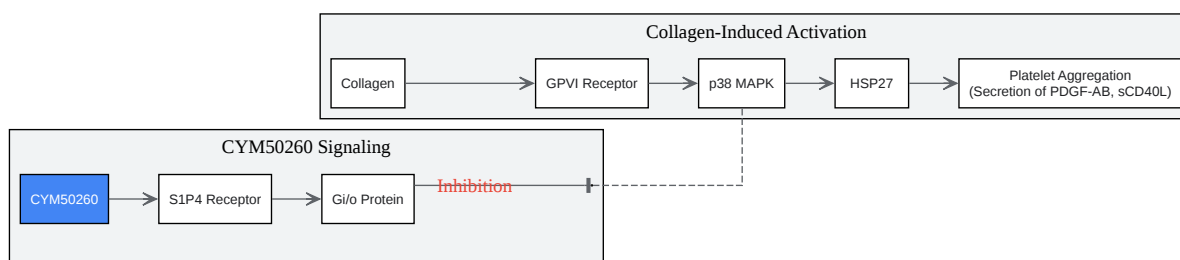 Collagen-Induced Activation
Collagen
GPVI Receptor
p38 MAPK
HSP27
Platelet Aggregation
(Secretion of PDGF-AB, sCD40L)
CYM50260 Signaling
CYM50260
S1P4 Receptor
Gi/o Protein
Inhibition